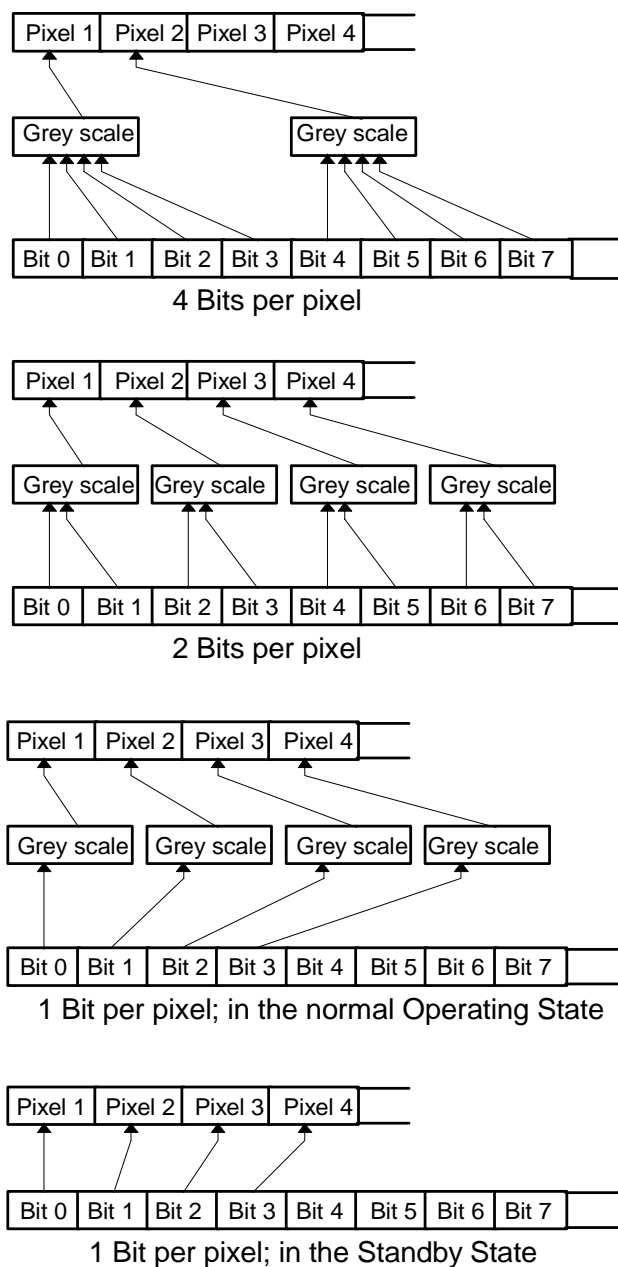 Pixel 1 Pixel 2 Pixel 3 Pixel 4
Grey scale Grey scale
Bit 0 Bit 1 Bit 2 Bit 3 Bit 4 Bit 5 Bit 6 Bit 7
4 Bits per pixel
Pixel 1 Pixel 2 Pixel 3 Pixel 4
Grey scale Grey scale Grey scale Grey scale
Bit 0 Bit 1 Bit 2 Bit 3 Bit 4 Bit 5 Bit 6 Bit 7
2 Bits per pixel
Pixel 1 Pixel 2 Pixel 3 Pixel 4
Grey scale Grey scale Grey scale Grey scale
Bit 0 Bit 1 Bit 2 Bit 3 Bit 4 Bit 5 Bit 6 Bit 7
1 Bit per pixel; in the normal Operating State
Pixel 1 Pixel 2 Pixel 3 Pixel 4
Bit 0 Bit 1 Bit 2 Bit 3 Bit 4 Bit 5 Bit 6 Bit 7
1 Bit per pixel; in the Standby State